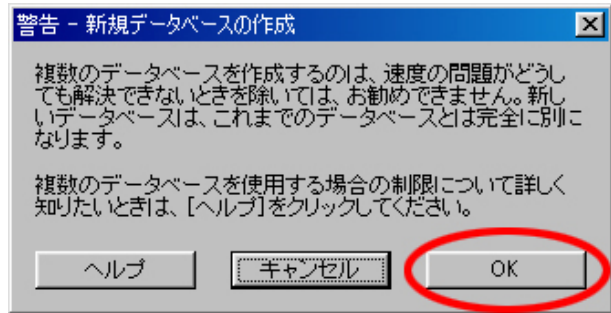 警告 - 新規データベースの作成
複数のデータベースを作成するのは、速度の問題がどうし
ても解決できないときを除いては、お勧めできません。新し
いデータベースは、これまでのデータベースとは完全に別に
なります。
複数のデータベースを使用する場合の制限について詳しく
知りたいときは、[ヘルプ]をクリックしてください。
ヘルプ
キャンセル
OK